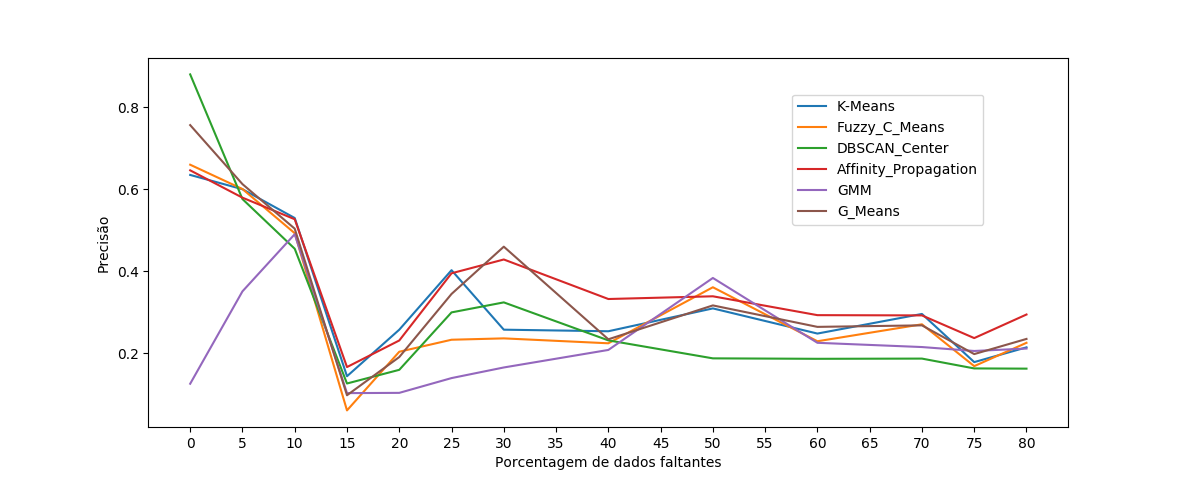 Precisão
0.8
0.6
0.4
0.2
K-Means
Fuzzy_C_Means
DBSCAN_Center
Affinity_Propagation
GMM
G_Means
0 5 10 15 20 25 30 35 40 45 50 55 60 65 70 75 80
Porcentagem de dados faltantes